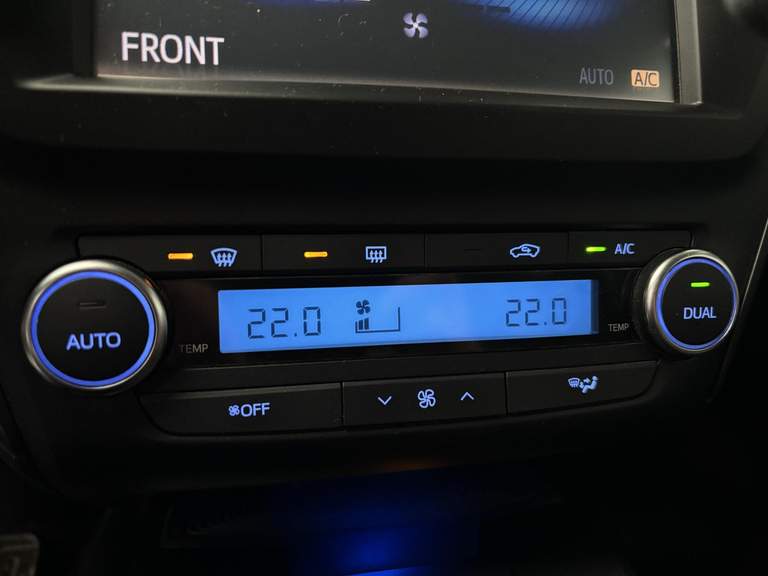 FRONT
AUTO A/C
A/C
AUTO
TEMP
22.0
22.0
TEMP
DUAL
OFF